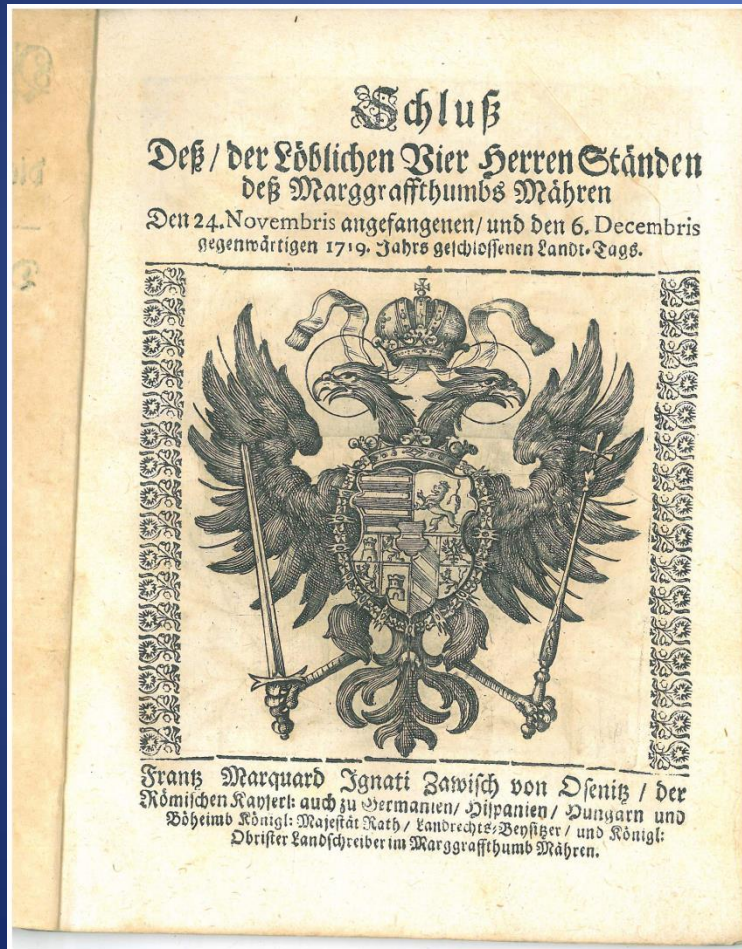 Schluß
Deß / der Löblichen Vier Herren Ständen
deß Marggraffthumbs Mähren
Den 24. Novembris angefangenen / und den 6. Decembris
gegenwärtigen 1719. Jahrs geschlossenen Landt-Tags.
Frantz Marquard Ignati Zawisch von Osenitz / der
Römischen Kayserl: auch zu Germanien / Hispanien / Hungarn und
Böheimb Königl: Majestät Rath / Landrechts-Beysitzer / und Königl:
Obrister Landschreiber im Marggraffthumb Mähren.